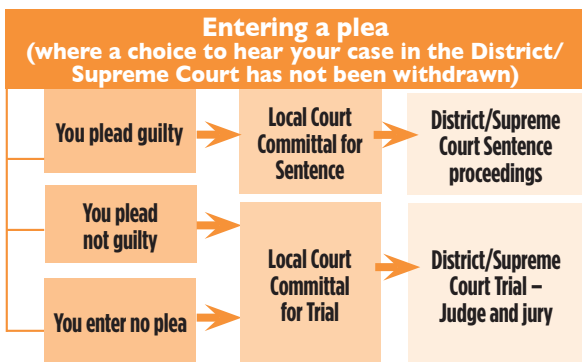 Entering a plea
(where a choice to hear your case in the District/
Supreme Court has not been withdrawn)
You plead guilty
Local Court
Committal for
Sentence
District/Supreme
Court Sentence
proceedings
You plead
not guilty
Local Court
Committal
for Trial
District/Supreme
Court Trial –
Judge and jury
You enter no plea